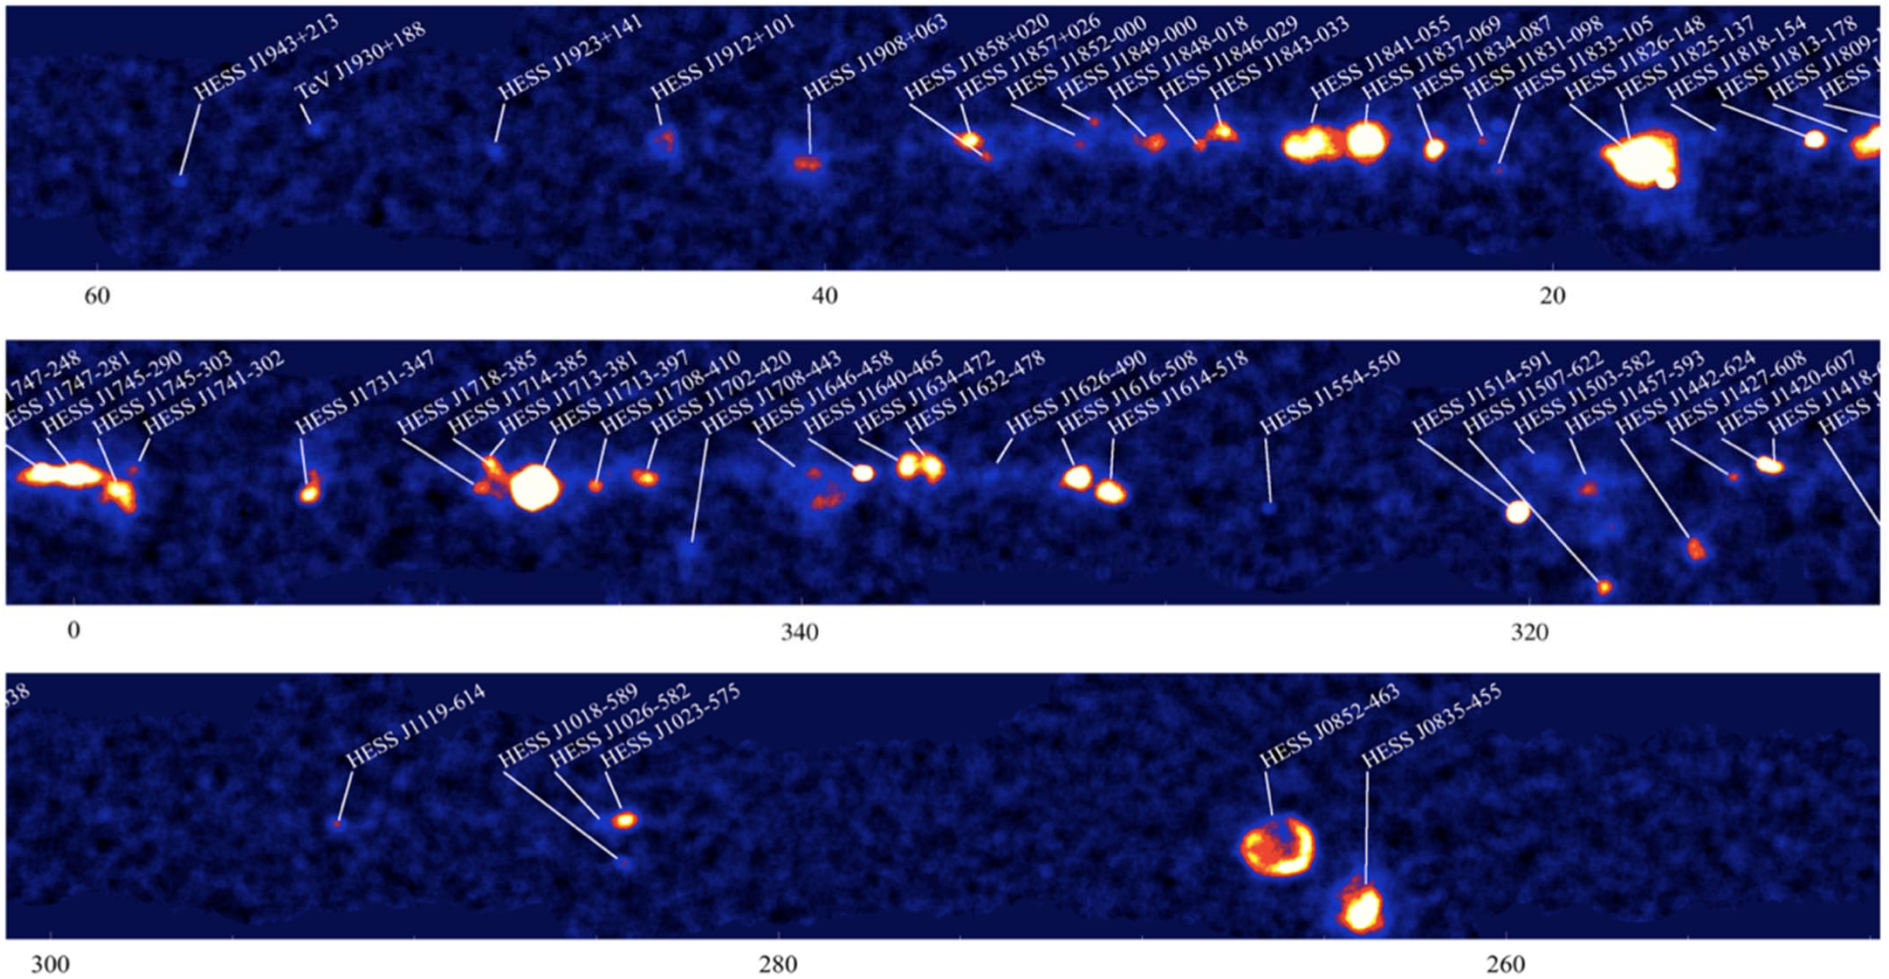 HESS J1943+213
TeV J1930+188
HESS J1923+141
HESS J1912+101
HESS J1908+063
HESS J1858+020
HESS J1857+026
HESS J1852-000
HESS J1849-000
HESS J1848-018
HESS J1846-029
HESS J1843-033
HESS J1841-055
HESS J1837-069
HESS J1834-087
HESS J1831-098
HESS J1833-105
HESS J1826-148
HESS J1825-137
HESS J1818-154
HESS J1813-178
HESS J1809-
HESS J
60
40
20
1747-248
ESS J1747-281
HESS J1745-290
HESS J1745-303
HESS J1741-302
HESS J1731-347
HESS J1718-385
HESS J1714-385
HESS J1713-381
HESS J1713-397
HESS J1708-410
HESS J1702-420
HESS J1708-443
HESS J1646-458
HESS J1640-465
HESS J1634-472
HESS J1632-478
HESS J1626-490
HESS J1616-508
HESS J1614-518
HESS J1554-550
HESS J1514-591
HESS J1507-622
HESS J1503-582
HESS J1457-593
HESS J1442-624
HESS J1427-608
HESS J1420-607
HESS J1418-
HESS J
0
340
320
38
HESS J1119-614
HESS J1018-589
HESS J1026-582
HESS J1023-575
HESS J0852-463
HESS J0835-455
300
280
260